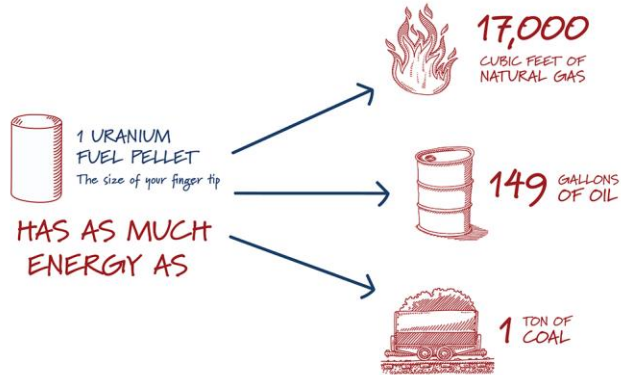 1 URANIUM
FUEL PELLET
The size of your finger tip
HAS AS MUCH
ENERGY AS
17,000
CUBIC FEET OF
NATURAL GAS
149 GALLONS
OF OIL
1 TON OF
COAL